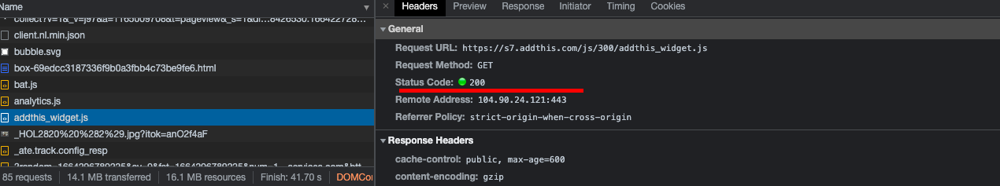 Name
client.nl.min.json
bubble.svg
box-69edcc3187336f9b0a3fbb4c73be9fe6.html
bat.js
analytics.js
addthis_widget.js
_HOL2820%20%282%29.jpg?itok=anO2f4aF
_ate.track.config_resp
85 requests 14.1 MB transferred 16.1 MB resources Finish: 41.70 s DOMCon
Headers Preview Response Initiator Timing Cookies
General
Request URL: https://s7.addthis.com/js/300/addthis_widget.js
Request Method: GET
Status Code: 200
Remote Address: 104.90.24.121:443
Referrer Policy: strict-origin-when-cross-origin
Response Headers
cache-control: public, max-age=600
content-encoding: gzip